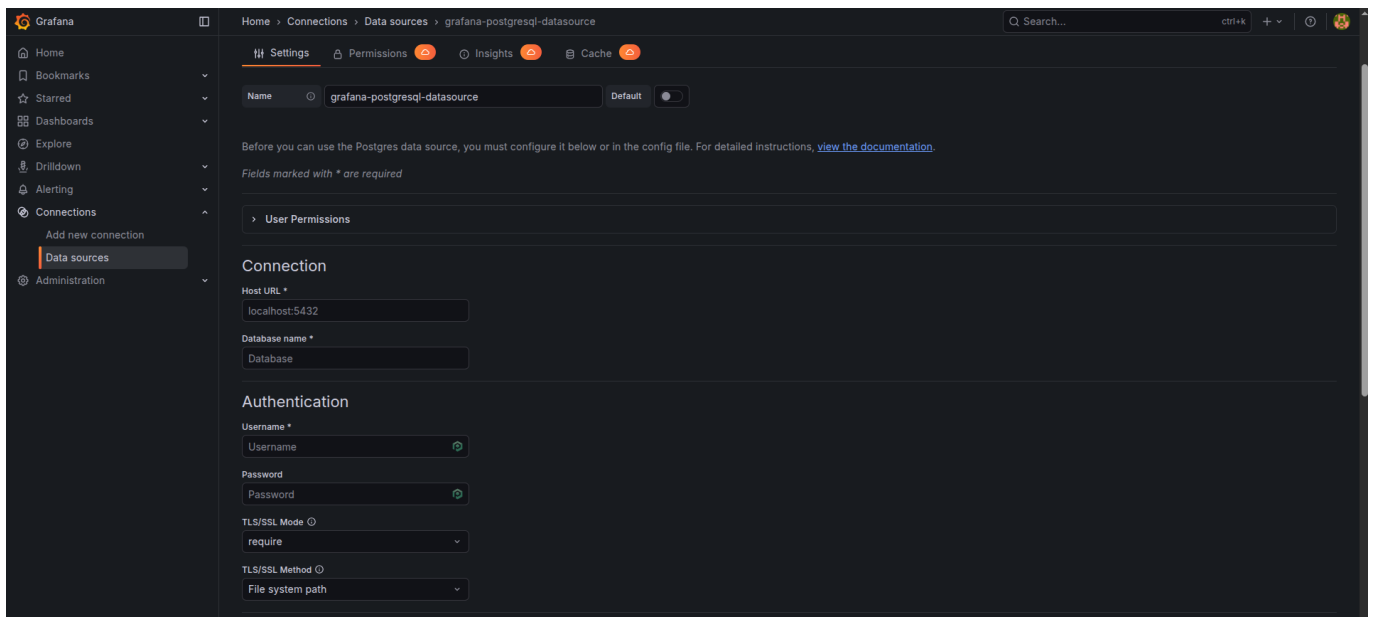 Grafana
Home › Connections › Data sources › grafana-postgresql-datasource
Search...
ctrl+k
Home
Bookmarks
Starred
Dashboards
Explore
Drilldown
Alerting
Connections
Add new connection
Data sources
Administration
Settings
Permissions
Insights
Cache
Name
grafana-postgresql-datasource
Default
Before you can use the Postgres data source, you must configure it below or in the config file. For detailed instructions, view the documentation.
Fields marked with * are required
User Permissions
Connection
Host URL *
localhost:5432
Database name *
Database
Authentication
Username *
Username
Password
Password
TLS/SSL Mode
require
TLS/SSL Method
File system path